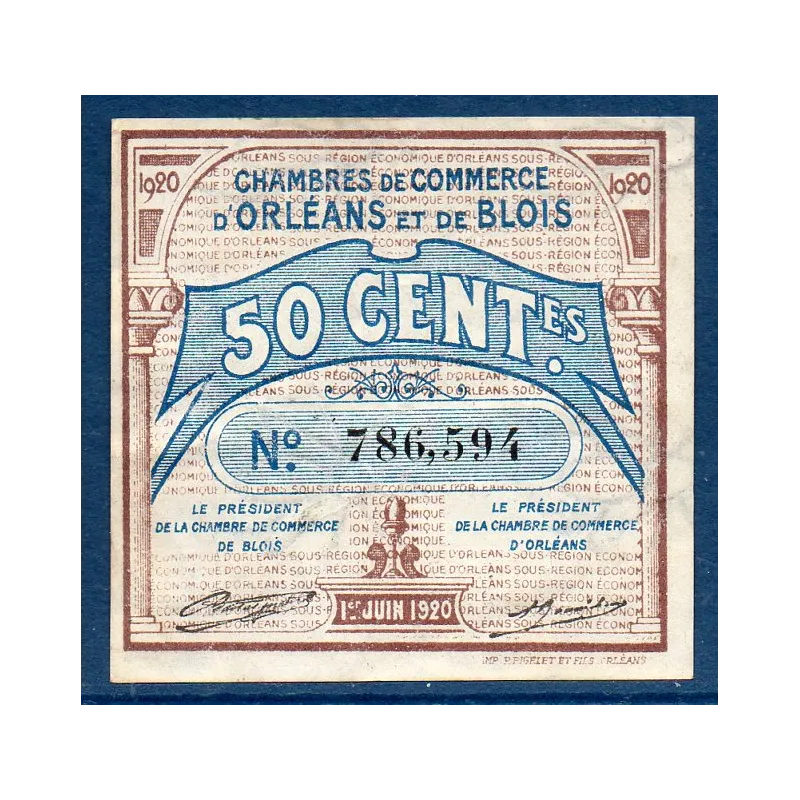 1920
1920
CHAMBRES DE COMMERCE
D'ORLÉANS ET DE BLOIS
50 CENTES.
No. 786,594
LE PRÉSIDENT
DE LA CHAMBRE DE COMMERCE
DE BLOIS
LE PRÉSIDENT
DE LA CHAMBRE DE COMMERCE
D'ORLÉANS
1er JUIN 1920
IMP. P. PIGELET ET FILS ORLÉANS